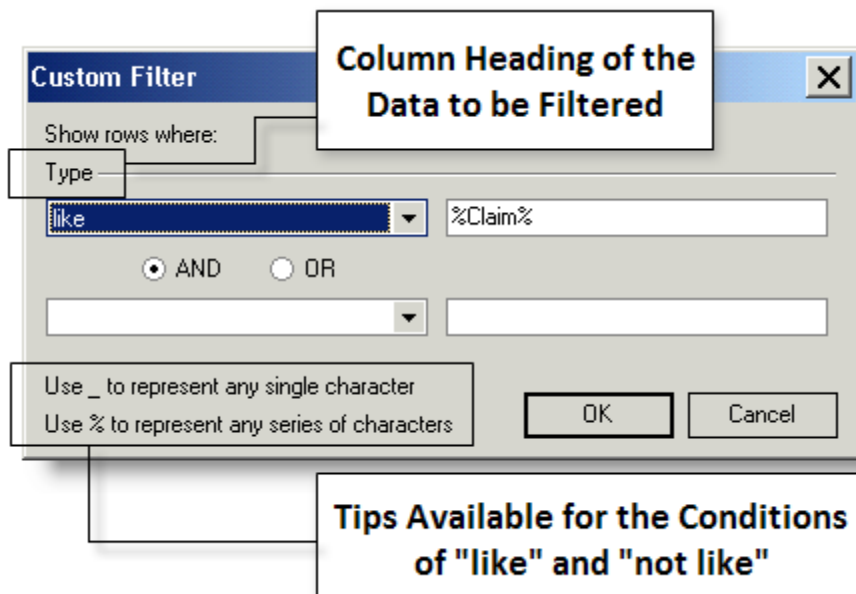 Column Heading of the
Data to be Filtered
Custom Filter
Show rows where:
Type
like %Claim%
AND OR
Use _ to represent any single character
Use % to represent any series of characters
OK Cancel
Tips Available for the Conditions
of "like" and "not like"